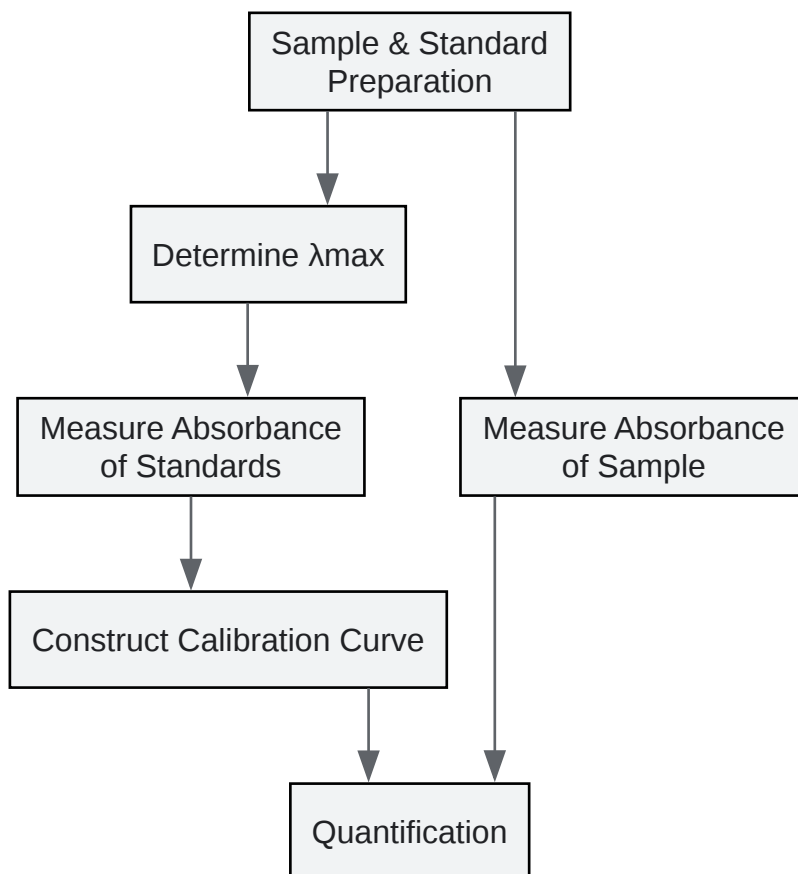 Sample & Standard
Preparation
Determine λmax
Measure Absorbance
of Standards
Measure Absorbance
of Sample
Construct Calibration Curve
Quantification